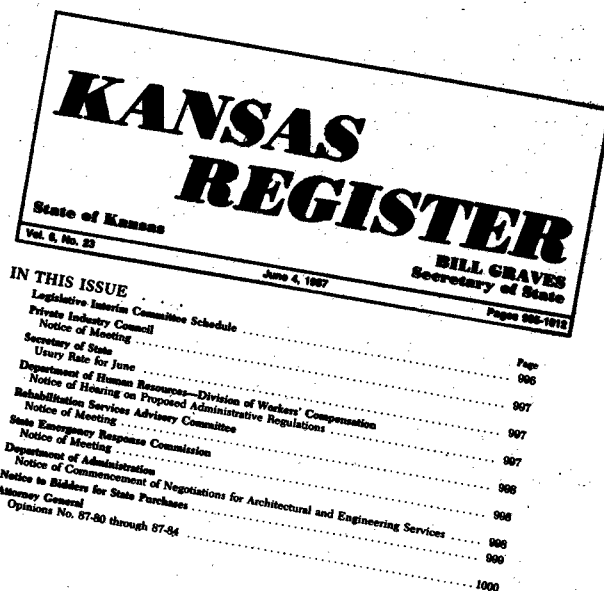 KANSAS
REGISTER
State of Kansas
BILL GRAVES
Secretary of State
Vol. 6, No. 23 June 4, 1987 Pages 995-1012
IN THIS ISSUE
Page
Legislative Interim Committee Schedule 996
Private Industry Council
Notice of Meeting 997
Secretary of State
Usury Rate for June 997
Department of Human Resources—Division of Workers' Compensation
Notice of Hearing on Proposed Administrative Regulations 997
Rehabilitation Services Advisory Committee
Notice of Meeting 998
State Emergency Response Commission
Notice of Meeting 998
Department of Administration
Notice of Commencement of Negotiations for Architectural and Engineering Services 998
Notice to Bidders for State Purchases 999
Attorney General
Opinions No. 87-80 through 87-84 1000